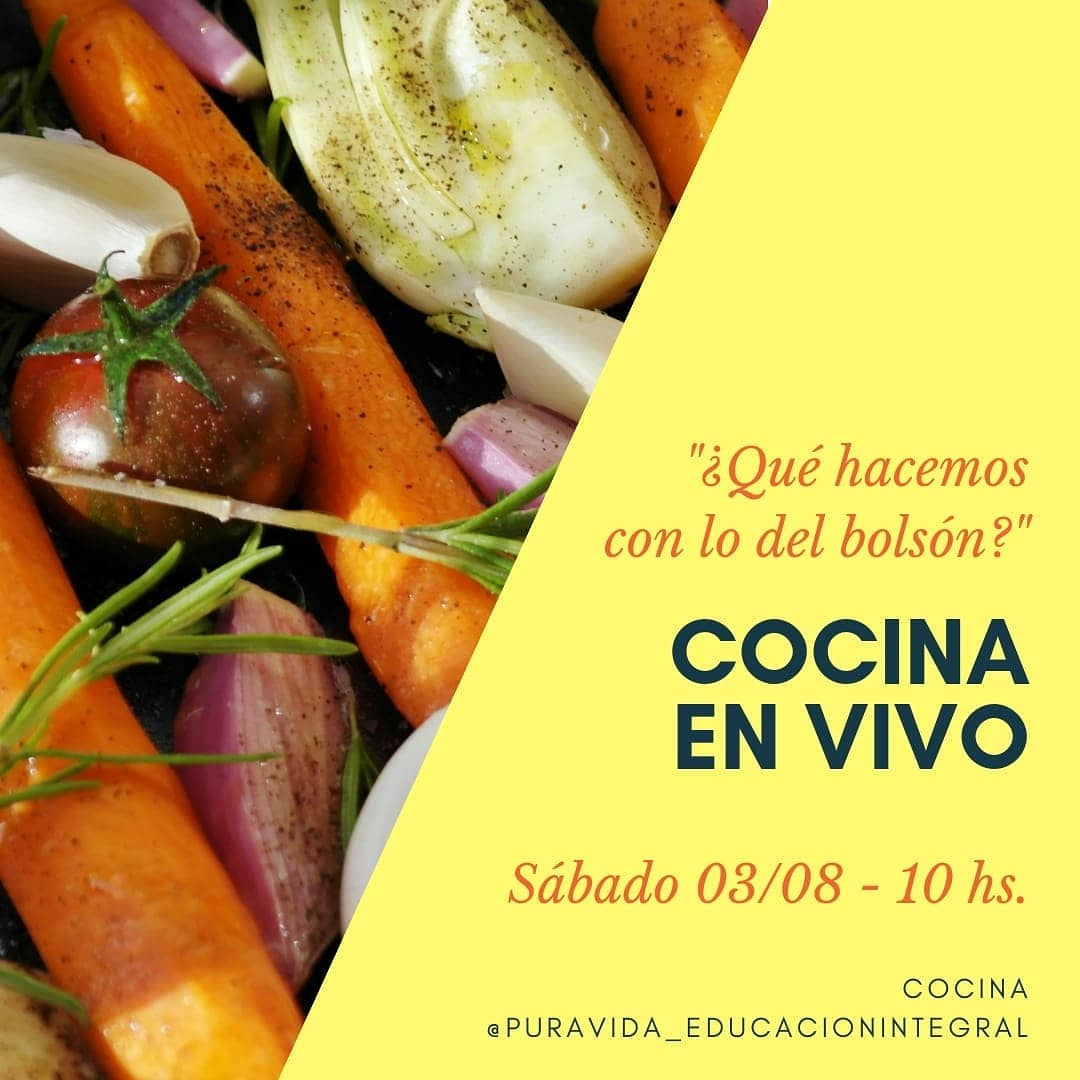 "¿Qué hacemos
con lo del bolsón?"
COCINA
EN VIVO
Sábado 03/08 - 10 hs.
COCINA
@PURAVIDA_EDUCACIONINTEGRAL